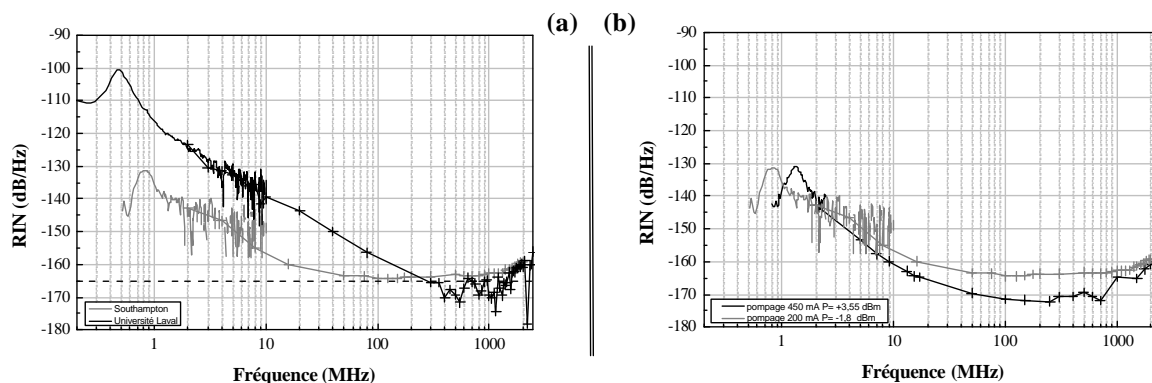 (a)
(b)
RIN (dB/Hz)
-90
-100
-110
-120
-130
-140
-150
-160
-170
-180
Southampton
Université Laval
1
10
100
1000
Fréquence (MHz)
RIN (dB/Hz)
-90
-100
-110
-120
-130
-140
-150
-160
-170
-180
pompage 450 mA P= +3,55 dBm
pompage 200 mA P= -1,8 dBm
1
10
100
1000
Fréquence (MHz)